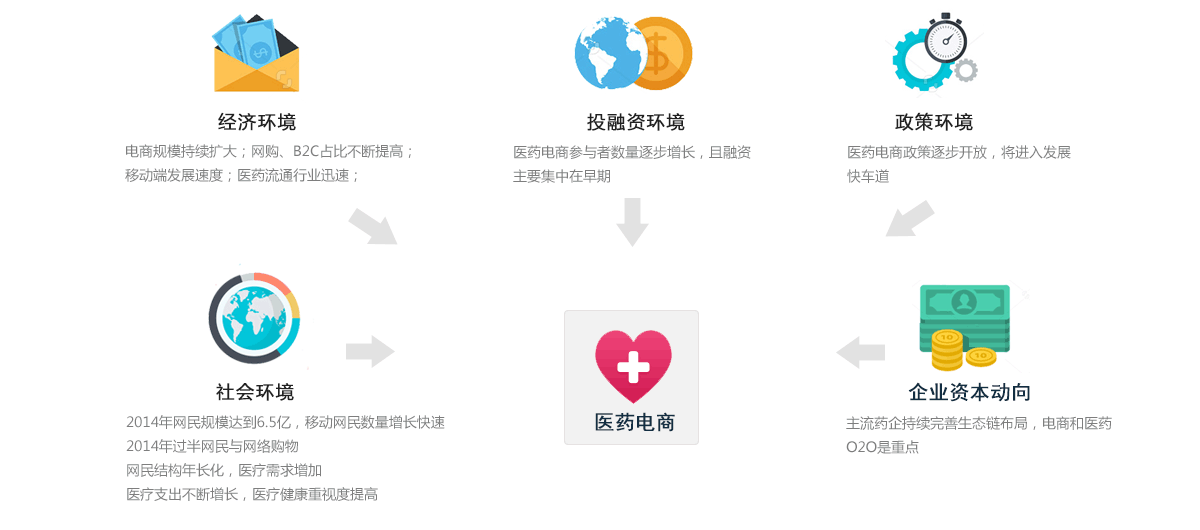 经济环境
电商规模持续扩大；网购、B2C占比不断提高；
移动端发展速度；医药流通行业迅速；
投融资环境
医药电商参与者数量逐步增长，且融资
主要集中在早期
政策环境
医药电商政策逐步开放，将进入发展
快车道
社会环境
2014年网民规模达到6.5亿，移动网民数量增长快速
2014年过半网民与网络购物
网民结构年长化，医疗需求增加
医疗支出不断增长，医疗健康重视度提高
医药电商
企业资本动向
主流药企持续完善生态链布局，电商和医药
O2O是重点